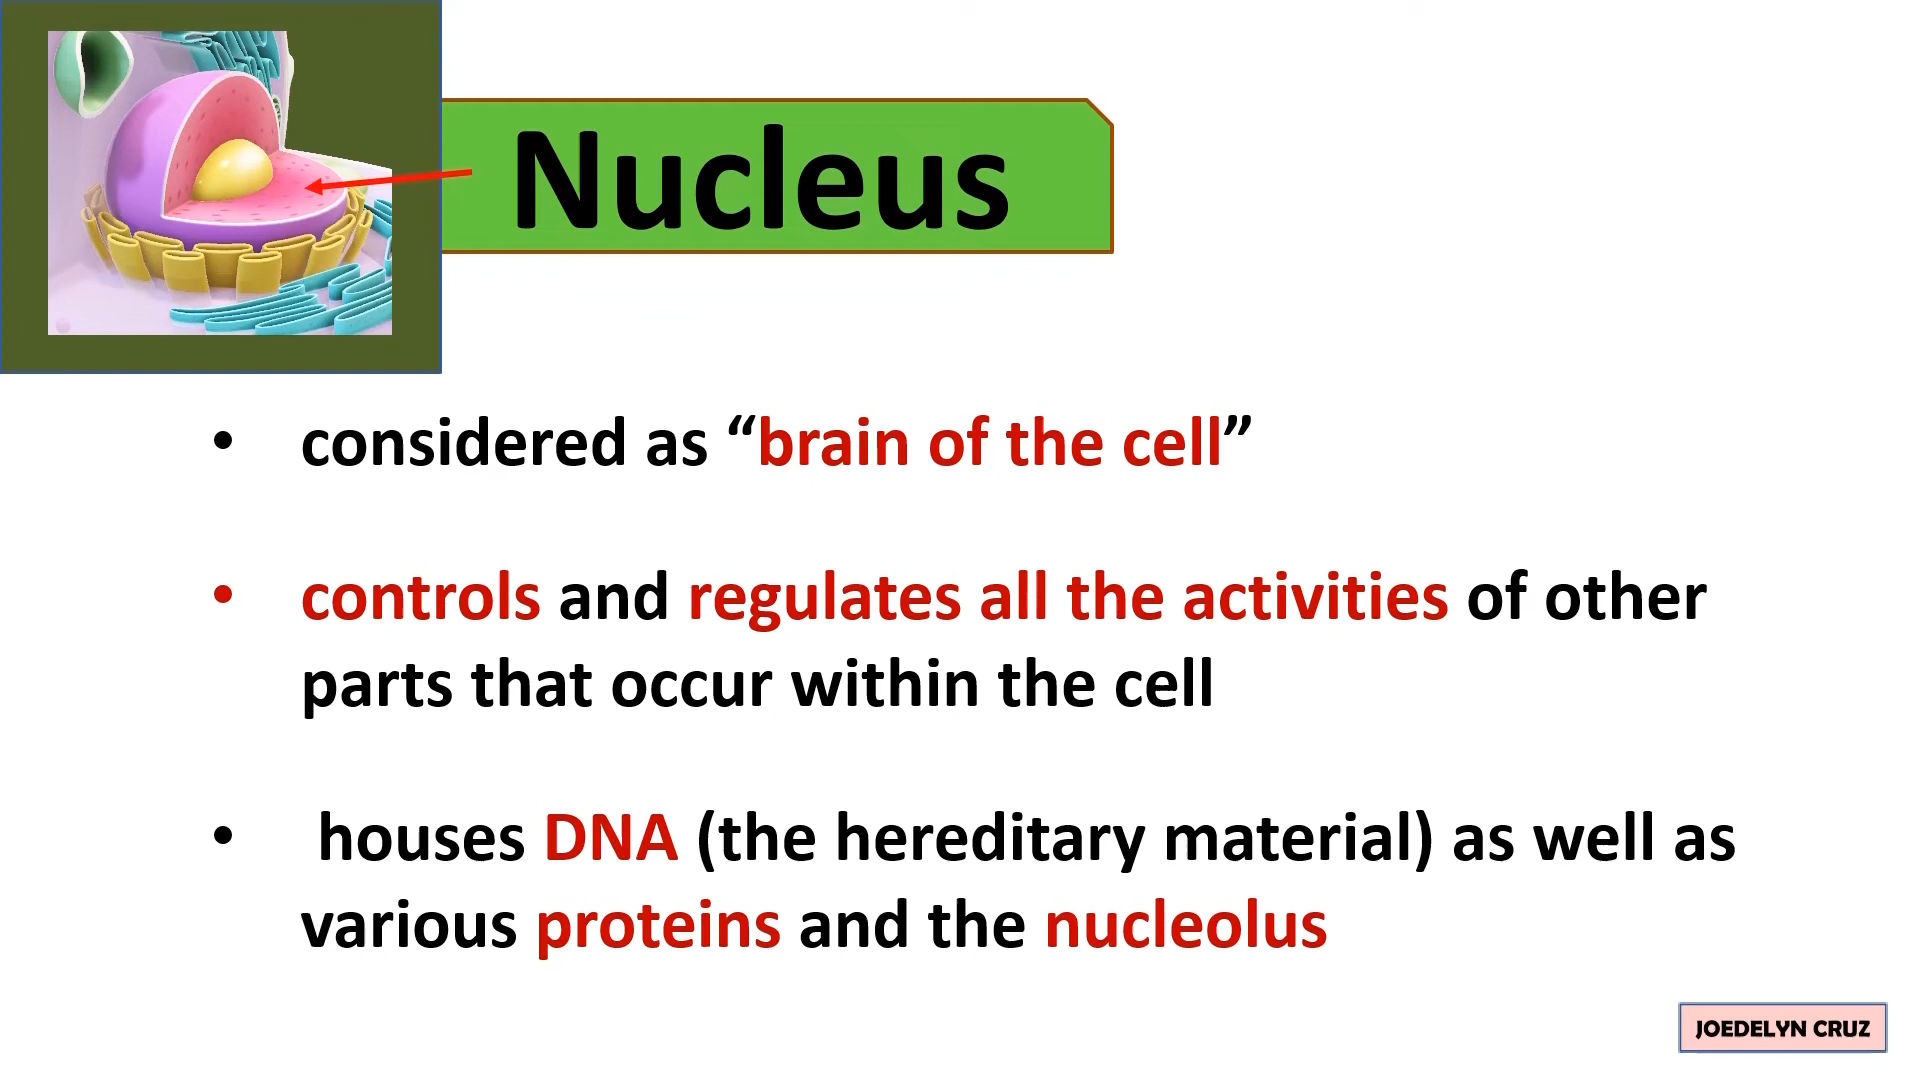 Nucleus
• considered as “brain of the cell”
• controls and regulates all the activities of other
parts that occur within the cell
• houses DNA (the hereditary material) as well as
various proteins and the nucleolus
JOEDELYN CRUZ